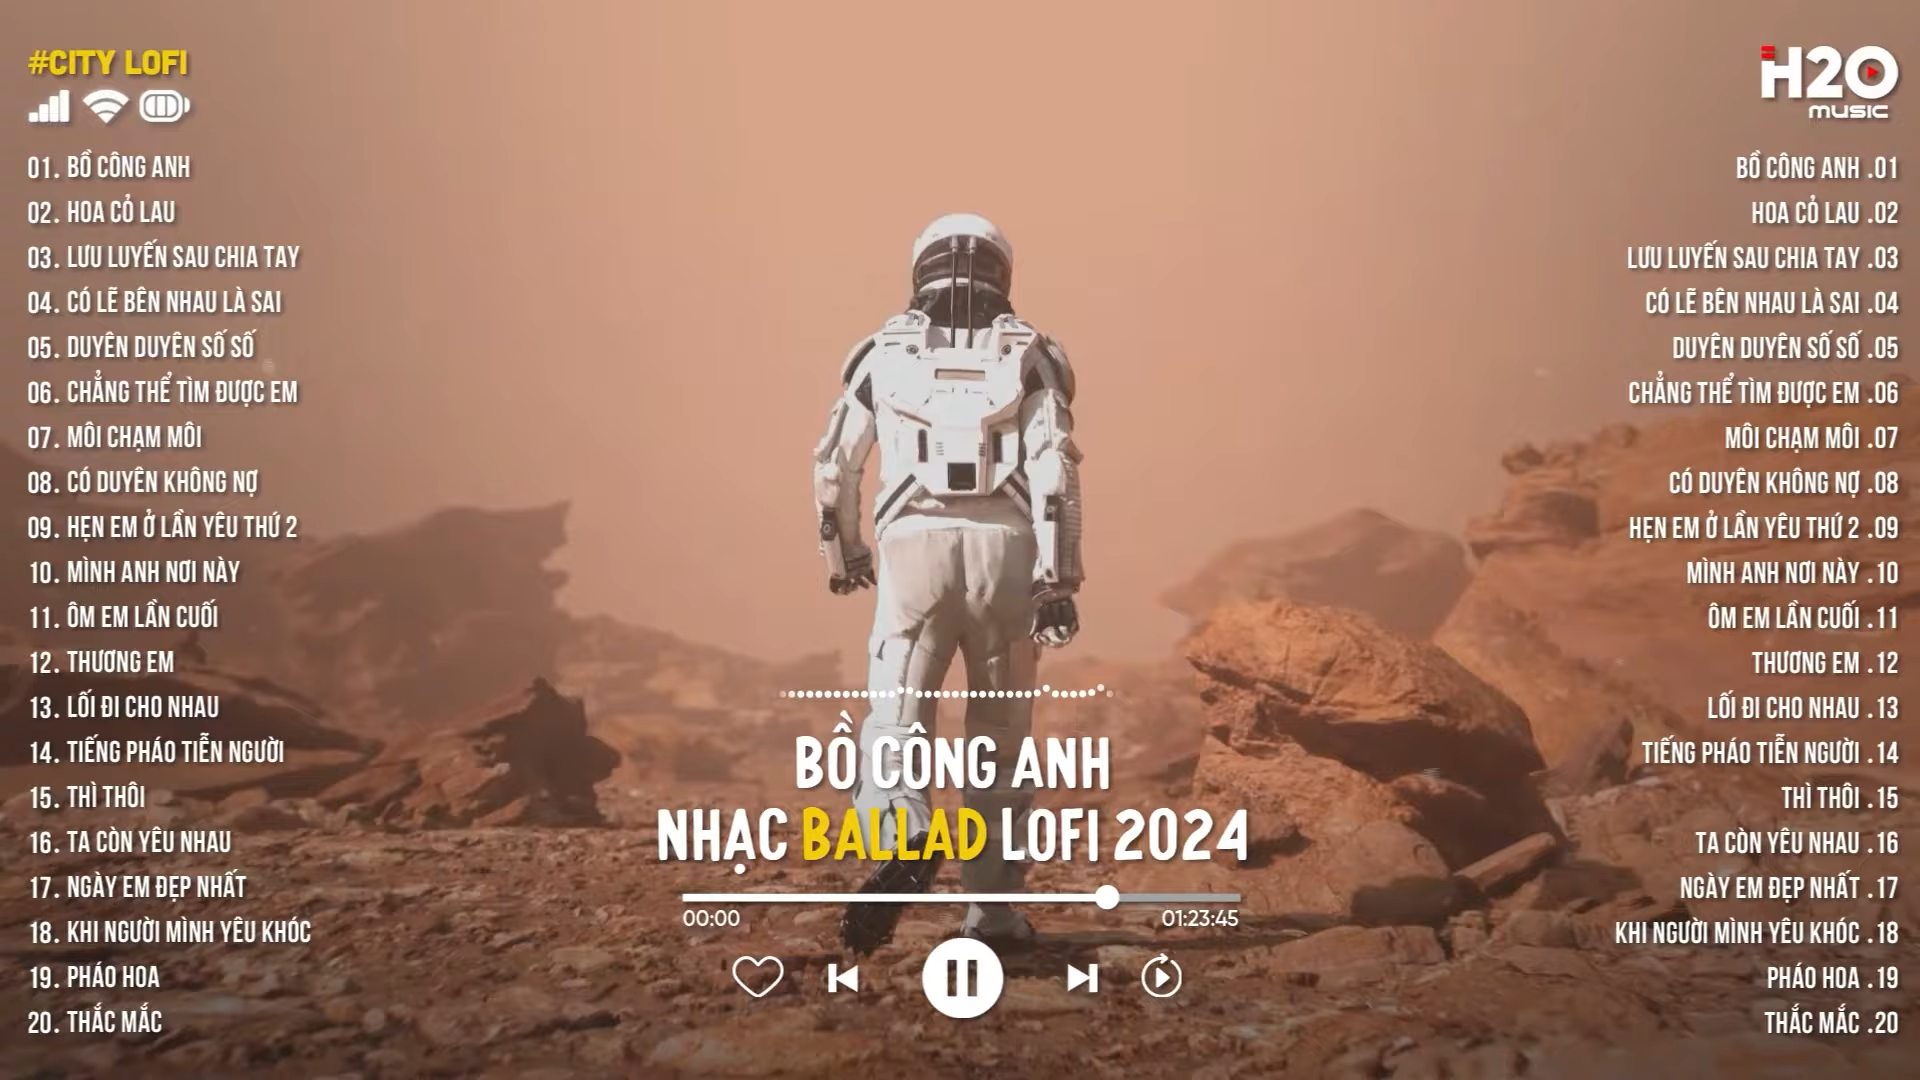 #CITY LOFI
H2O
MUSIC
01. BỒ CÔNG ANH
02. HOA CỎ LAU
03. LƯU LUYẾN SAU CHIA TAY
04. CÓ LẼ BÊN NHAU LÀ SAI
05. DUYÊN DUYÊN SỐ SỐ
06. CHẲNG THỂ TÌM ĐƯỢC EM
07. MÔI CHẠM MÔI
08. CÓ DUYÊN KHÔNG NỢ
09. HẸN EM Ở LẦN YÊU THỨ 2
10. MÌNH ANH NƠI NÀY
11. ÔM EM LẦN CUỐI
12. THƯƠNG EM
13. LỐI ĐI CHO NHAU
14. TIẾNG PHÁO TIỄN NGƯỜI
15. THÌ THÔI
16. TA CÒN YÊU NHAU
17. NGÀY EM ĐẸP NHẤT
18. KHI NGƯỜI MÌNH YÊU KHÓC
19. PHÁO HOA
20. THẮC MẮC
BỒ CÔNG ANH
NHẠC BALLAD LOFI 2024
00:00
01:23:45
BỒ CÔNG ANH .01
HOA CỎ LAU .02
LƯU LUYẾN SAU CHIA TAY .03
CÓ LẼ BÊN NHAU LÀ SAI .04
DUYÊN DUYÊN SỐ SỐ .05
CHẲNG THỂ TÌM ĐƯỢC EM .06
MÔI CHẠM MÔI .07
CÓ DUYÊN KHÔNG NỢ .08
HẸN EM Ở LẦN YÊU THỨ 2 .09
MÌNH ANH NƠI NÀY .10
ÔM EM LẦN CUỐI .11
THƯƠNG EM .12
LỐI ĐI CHO NHAU .13
TIẾNG PHÁO TIỄN NGƯỜI .14
THÌ THÔI .15
TA CÒN YÊU NHAU .16
NGÀY EM ĐẸP NHẤT .17
KHI NGƯỜI MÌNH YÊU KHÓC .18
PHÁO HOA .19
THẮC MẮC .20